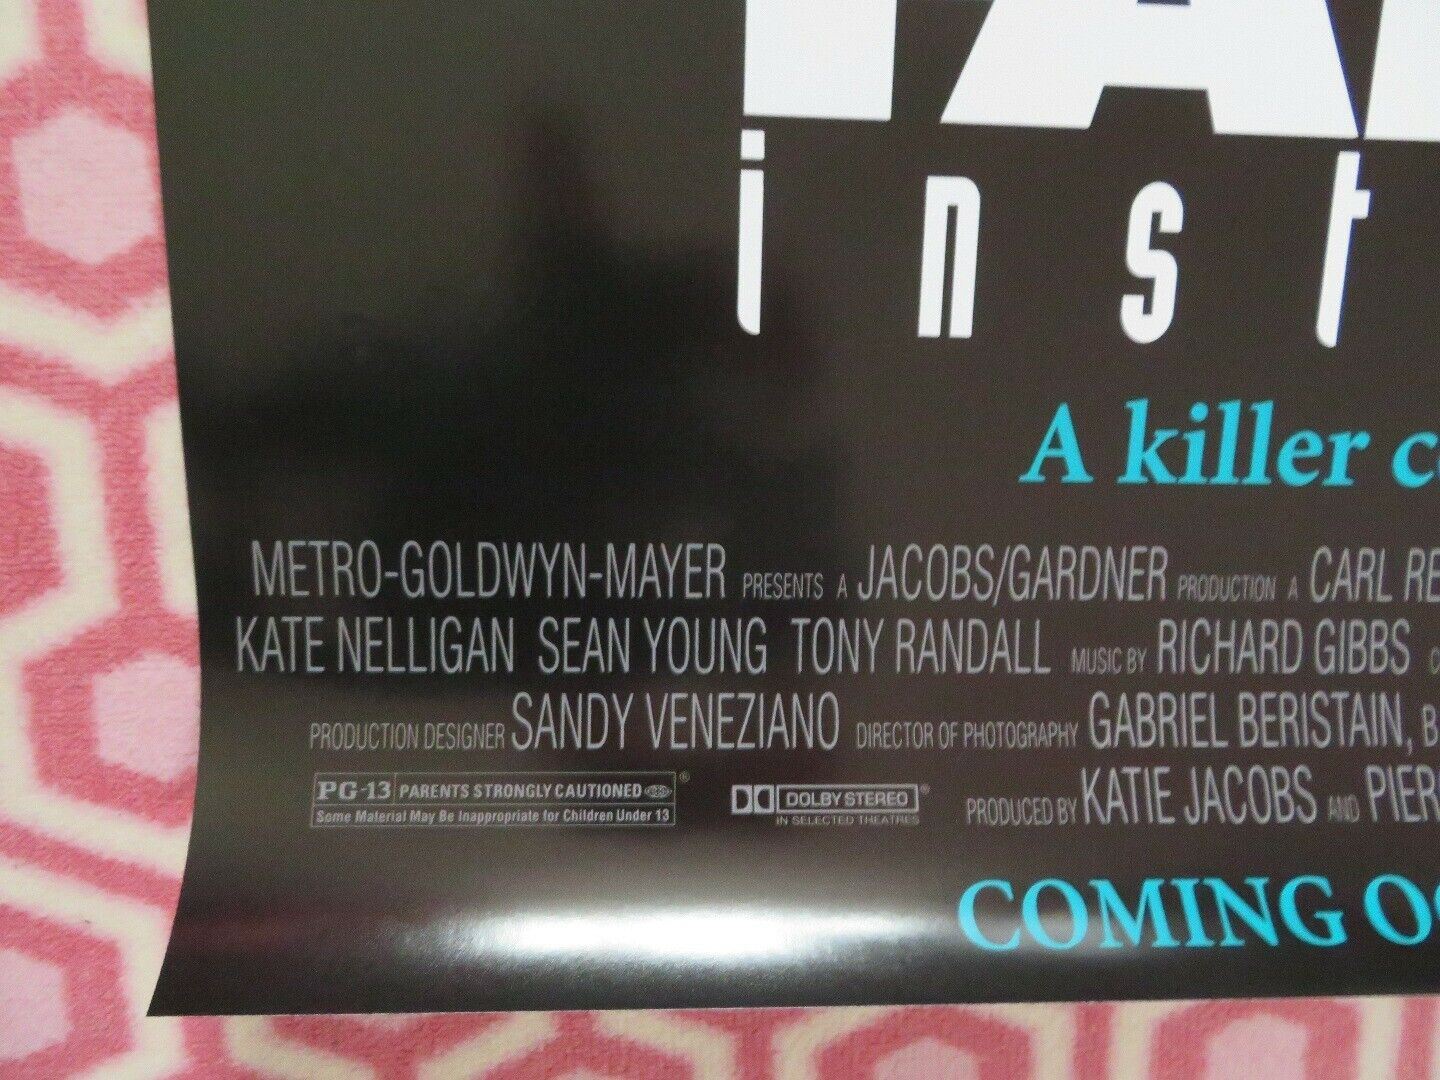 inst
A killer c
METRO-GOLDWYN-MAYER PRESENTS A JACOBS/GARDNER PRODUCTION A CARL RE
KATE NELLIGAN SEAN YOUNG TONY RANDALL MUSIC BY RICHARD GIBBS C
PRODUCTION DESIGNER SANDY VENEZIANO DIRECTOR OF PHOTOGRAPHY GABRIEL BERISTAIN, B
PG-13 PARENTS STRONGLY CAUTIONED ®
Some Material May Be Inappropriate for Children Under 13
DOLBY STEREO ®
IN SELECTED THEATRES
PRODUCED BY KATIE JACOBS AND PIER
COMING OC